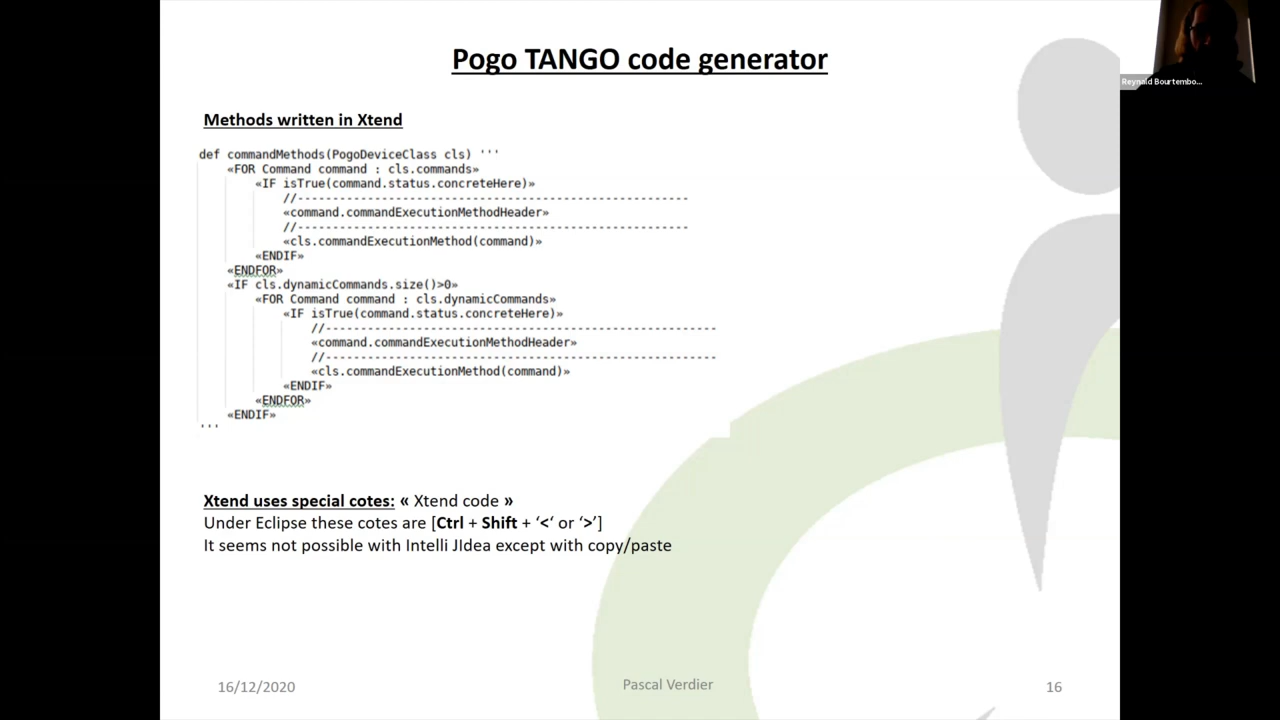 Pogo TANGO code generator
Reynald Bourtembo...
Methods written in Xtend
def commandMethods(PogoDeviceClass cls) '''
«FOR Command command : cls.commands»
«IF isTrue(command.status.concreteHere)»
//--------------------------------------------------------
«command.commandExecutionMethodHeader»
//--------------------------------------------------------
«cls.commandExecutionMethod(command)»
«ENDIF»
«ENDFOR»
«IF cls.dynamicCommands.size()>0»
«FOR Command command : cls.dynamicCommands»
«IF isTrue(command.status.concreteHere)»
//--------------------------------------------------------
«command.commandExecutionMethodHeader»
//--------------------------------------------------------
«cls.commandExecutionMethod(command)»
«ENDIF»
«ENDFOR»
«ENDIF»
'''
Xtend uses special cotes: « Xtend code »
Under Eclipse these cotes are [Ctrl + Shift + ‘<‘ or ‘>’]
It seems not possible with Intelli JIdea except with copy/paste
16/12/2020
Pascal Verdier
16